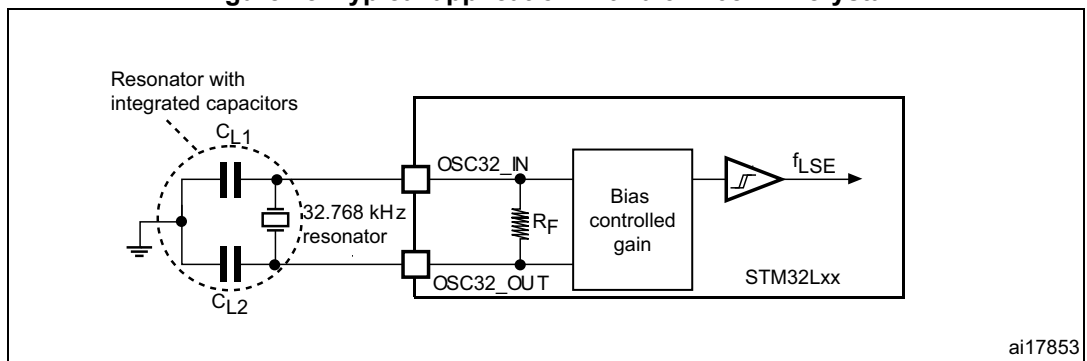 Resonator with
integrated capacitors
CL1
OSC32_IN
fLSE
32.768 kHz
resonator
RF
Bias
controlled
gain
OSC32_OUT
STM32Lxx
CL2
ai17853